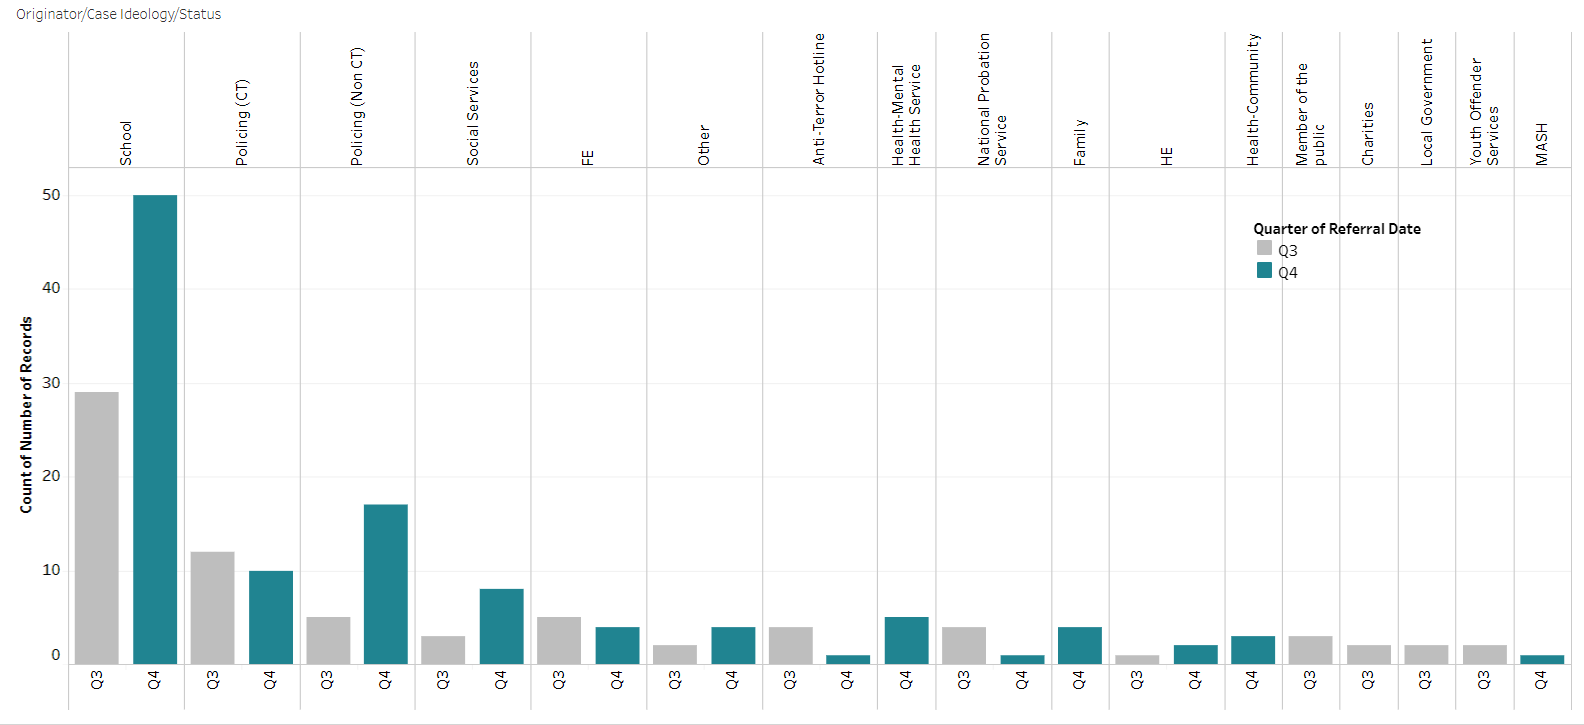 Originator/Case Ideology/Status
School
Policing (CT)
Policing (Non CT)
Social Services
FE
Other
Anti-Terror Hotline
Health-Mental
Health Service
National Probation
Service
Family
HE
Health-Community
Member of the
public
Charities
Local Government
Youth Offender
Services
MASH
Count of Number of Records
50
40
30
20
10
0
Quarter of Referral Date
Q3
Q4
Q3
Q4
Q3
Q4
Q3
Q4
Q3
Q4
Q3
Q4
Q3
Q4
Q3
Q4
Q4
Q3
Q4
Q4
Q3
Q4
Q4
Q3
Q3
Q3
Q3
Q4